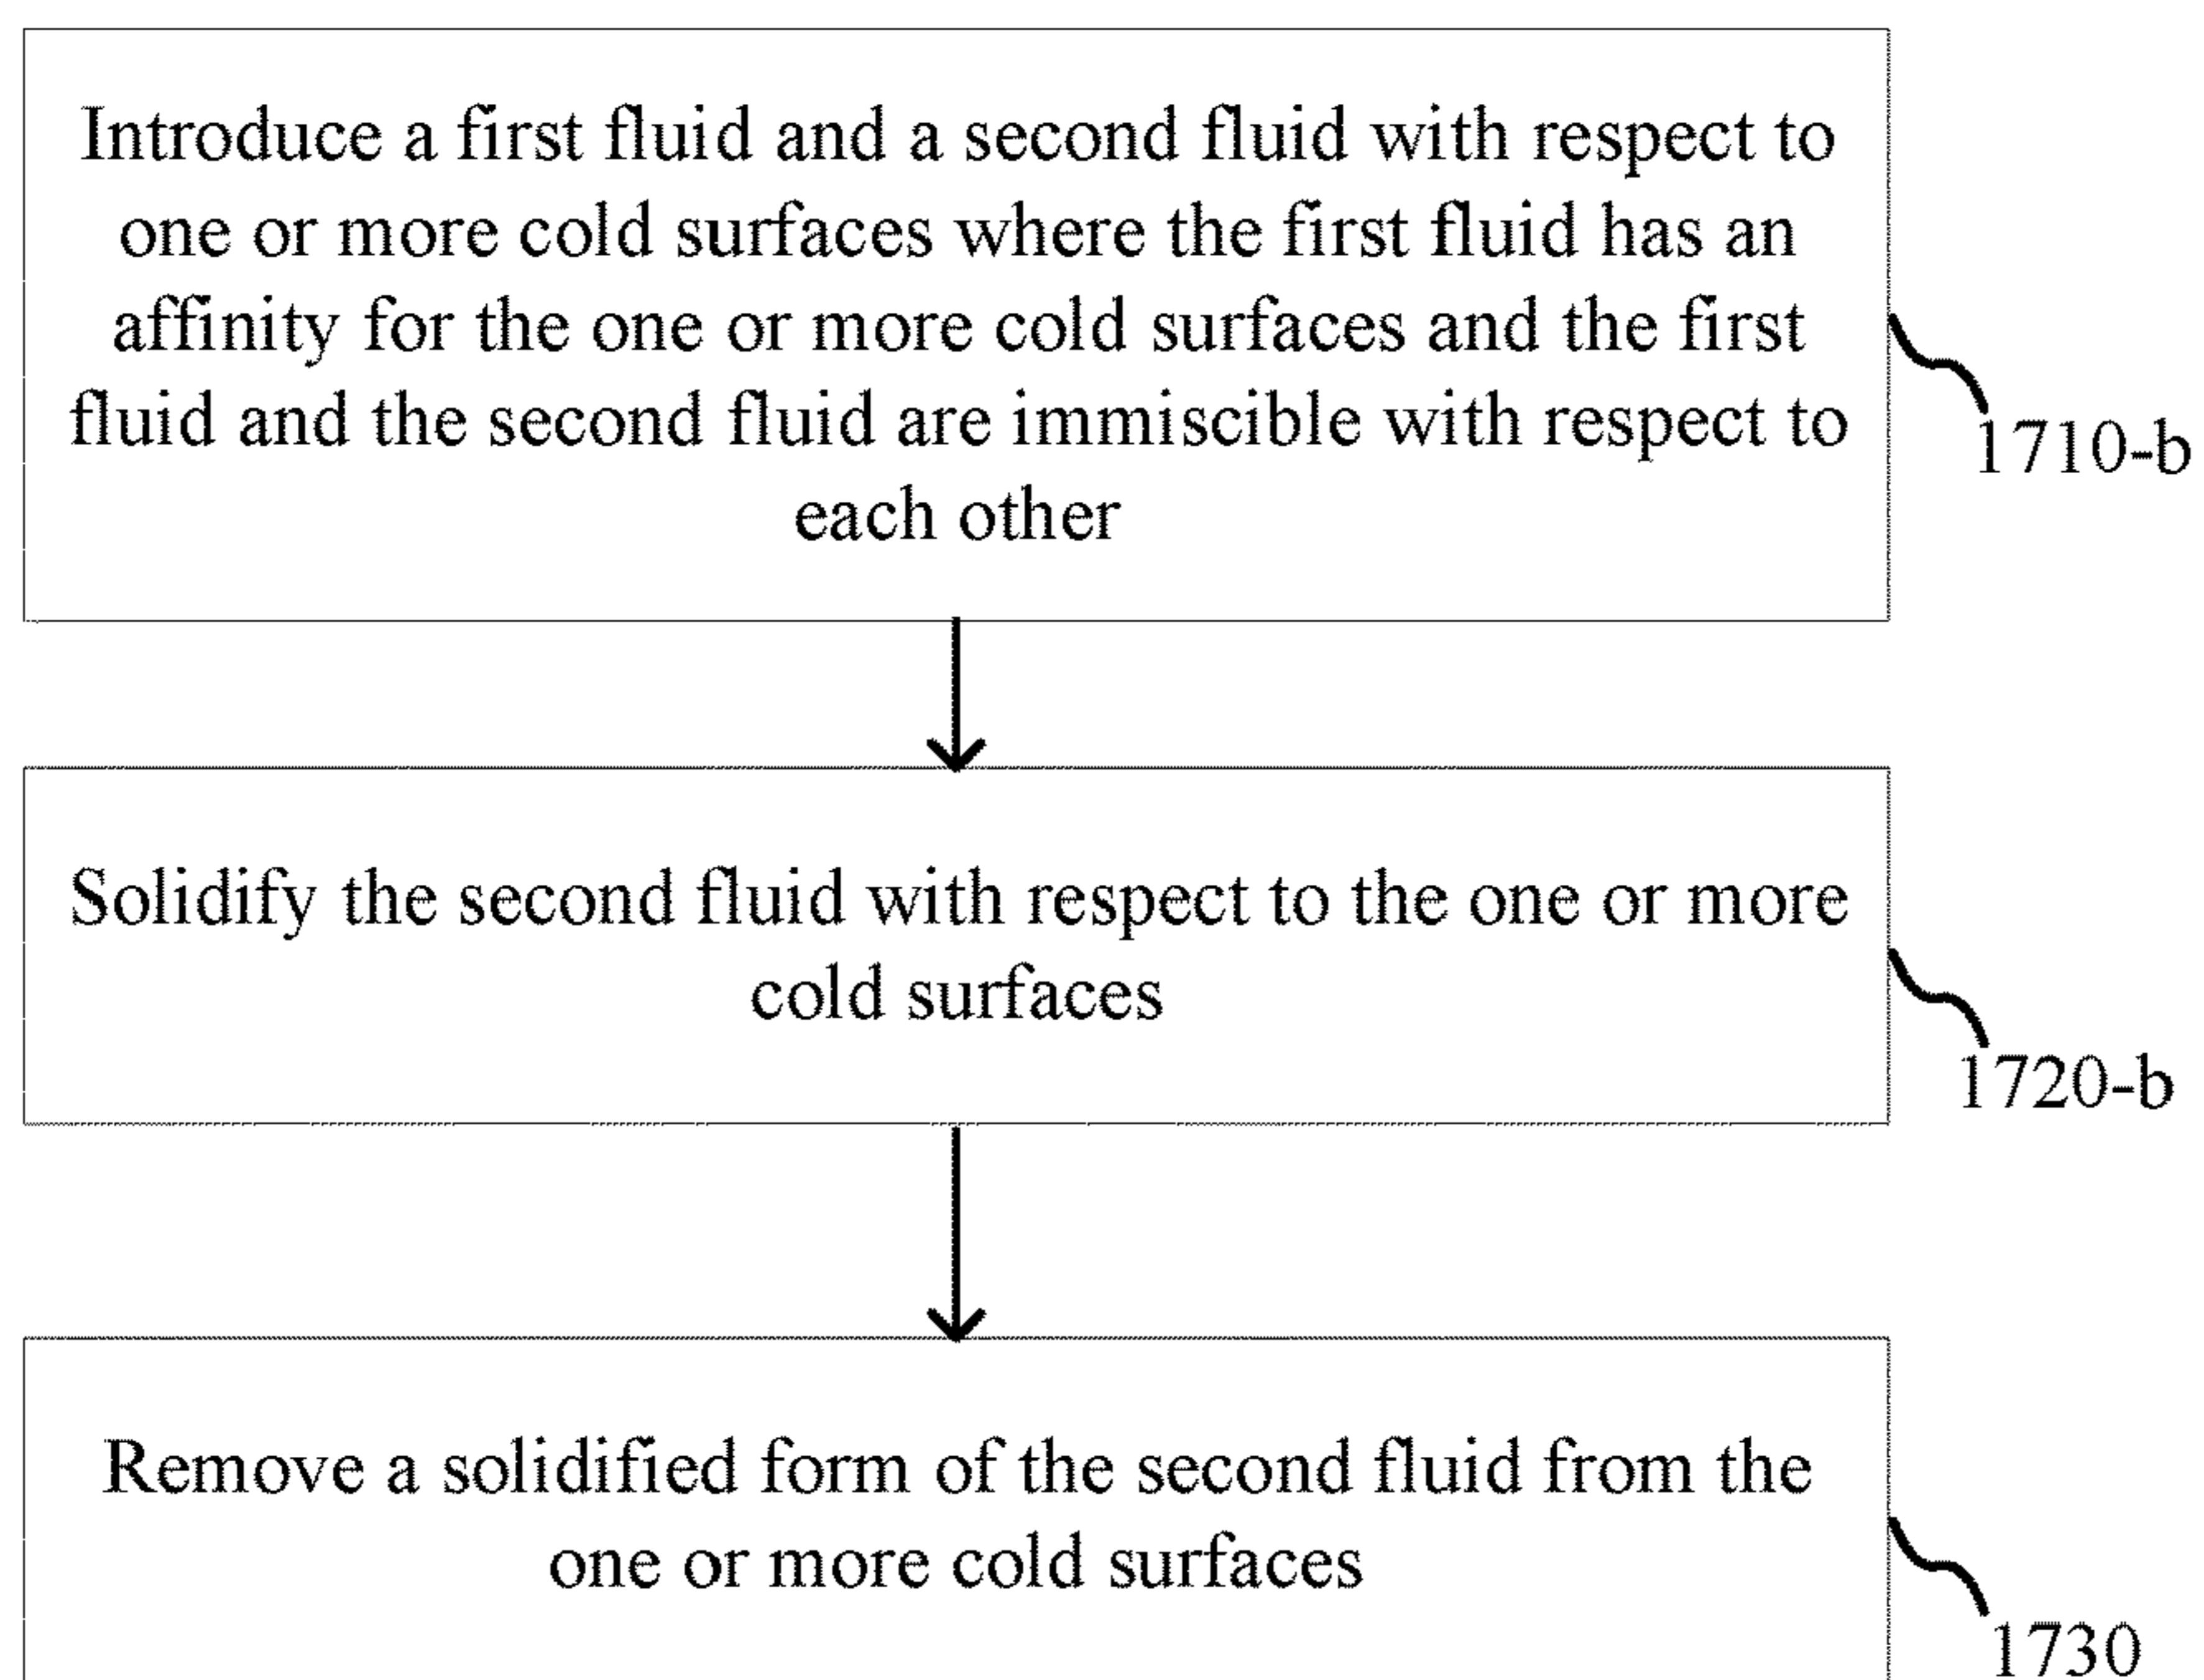 Introduce a first fluid and a second fluid with respect to
one or more cold surfaces where the first fluid has an
affinity for the one or more cold surfaces and the first
fluid and the second fluid are immiscible with respect to
each other
1710-b
Solidify the second fluid with respect to the one or more
cold surfaces
1720-b
Remove a solidified form of the second fluid from the
one or more cold surfaces
1730